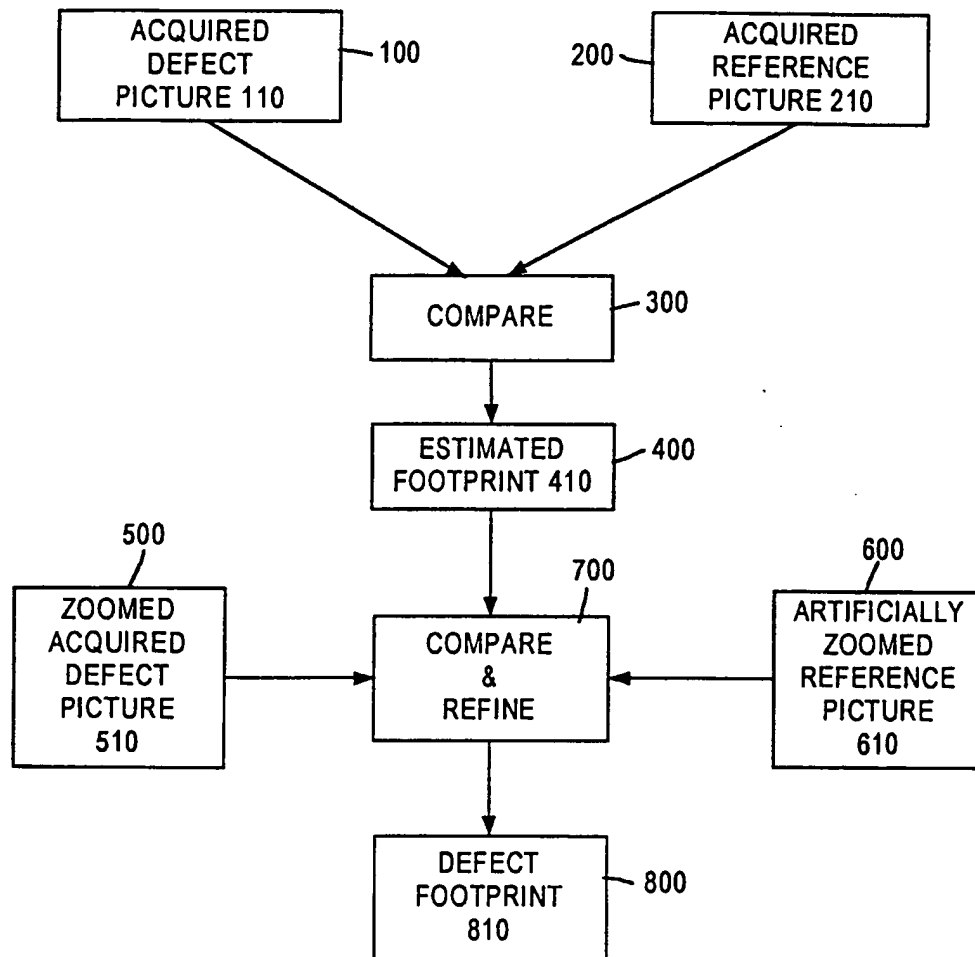 ACQUIRED
DEFECT
PICTURE 110
100
200
ACQUIRED
REFERENCE
PICTURE 210
COMPARE
300
ESTIMATED
FOOTPRINT 410
400
500
ZOOMED
ACQUIRED
DEFECT
PICTURE
510
700
COMPARE
&
REFINE
600
ARTIFICIALLY
ZOOMED
REFERENCE
PICTURE
610
DEFECT
FOOTPRINT
810
800